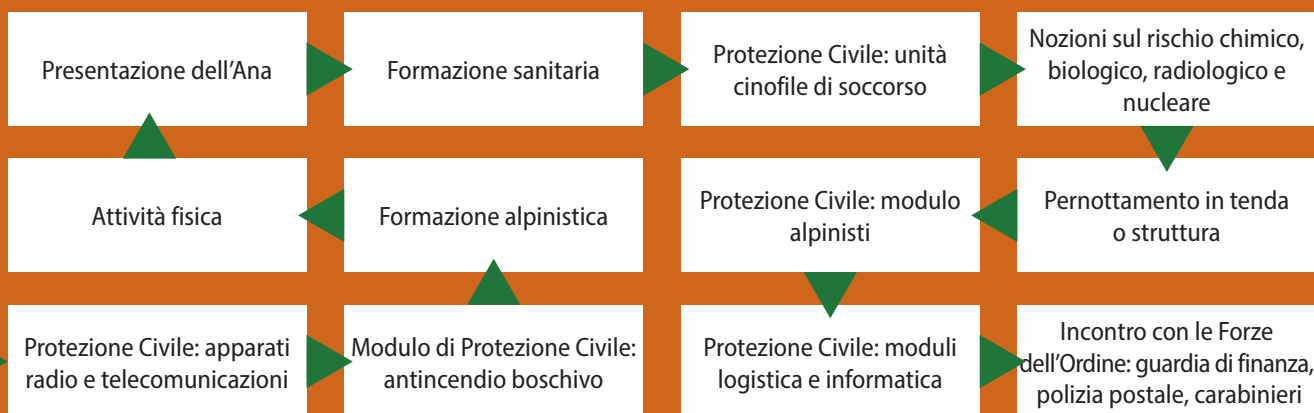 Presentazione dell'Ana
Formazione sanitaria
Protezione Civile: unità
cinofile di soccorso
Nozioni sul rischio chimico,
biologico, radiologico e
nucleare
Attività fisica
Formazione alpinistica
Protezione Civile: modulo
alpinisti
Pernottamento in tenda
o struttura
Protezione Civile: apparati
radio e telecomunicazioni
Modulo di Protezione Civile:
antincendio boschivo
Protezione Civile: moduli
logistica e informatica
Incontro con le Forze
dell'Ordine: guardia di finanza,
polizia postale, carabinieri